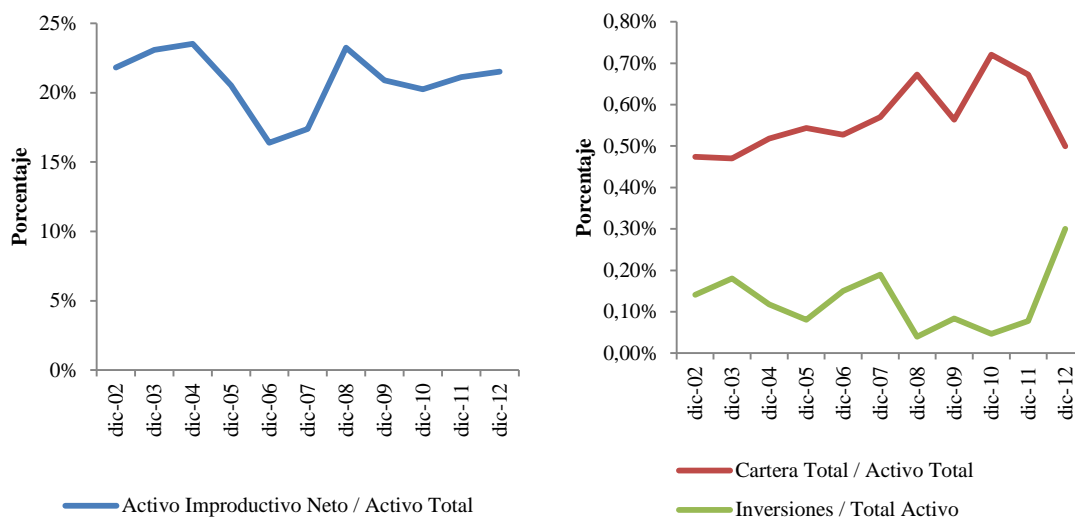 25%
20%
15%
10%
5%
0%
Porcentaje
dic-02
dic-03
dic-04
dic-05
dic-06
dic-07
dic-08
dic-09
dic-10
dic-11
dic-12
Activo Improductivo Neto / Activo Total
0,80%
0,70%
0,60%
0,50%
0,40%
0,30%
0,20%
0,10%
0,00%
Porcentaje
dic-02
dic-03
dic-04
dic-05
dic-06
dic-07
dic-08
dic-09
dic-10
dic-11
dic-12
Cartera Total / Activo Total
Inversiones / Total Activo